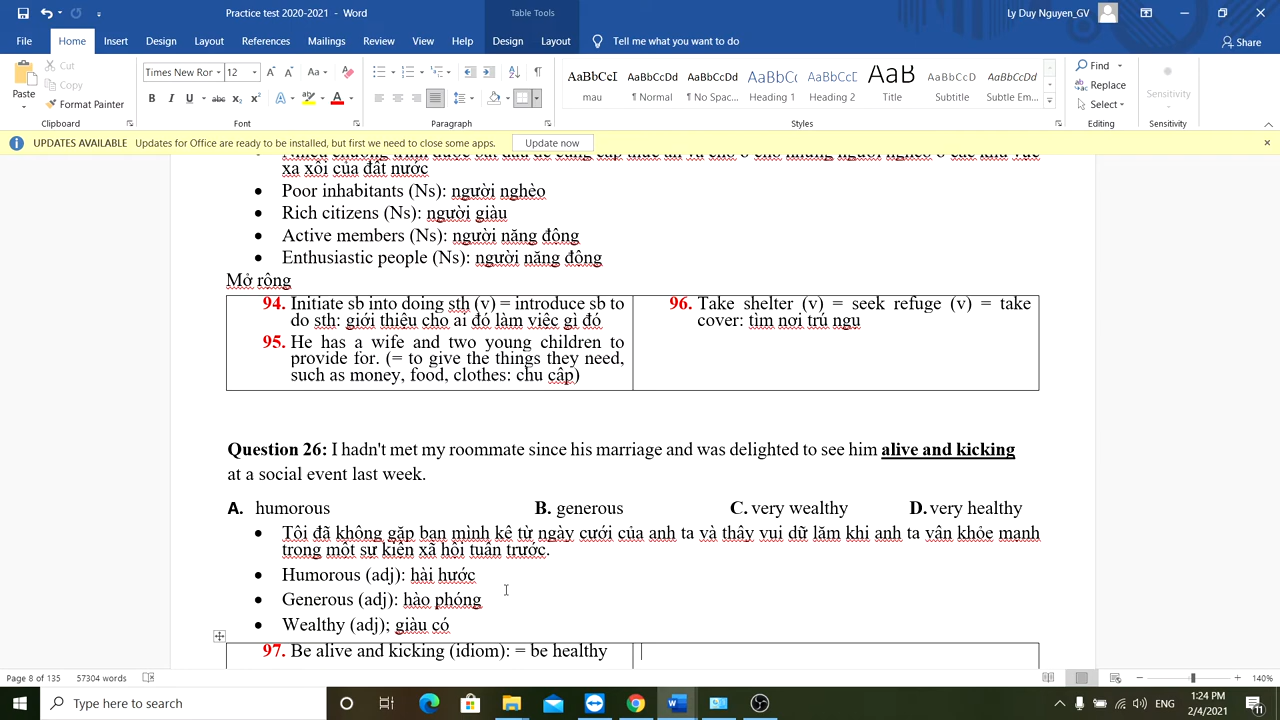 Practice test 2020-2021 - Word
Table Tools
Ly Duy Nguyen_GV
File Home Insert Design Layout References Mailings Review View Help Design Layout Tell me what you want to do Share
Cut
Copy
Format Painter
Paste
Times New Ror 12
Aa
B I U abc X₂ X² A
AaBbCcI AaBbCcDd AaBbCcDd AaBbC AaBbCcD AaB AaBbCcD AaBbCcDd
mau ¶ Normal ¶ No Spac... Heading 1 Heading 2 Title Subtitle Subtle Em...
Find
Replace
Select
Sensitivity
Clipboard Font Paragraph Styles Editing Sensitivity
UPDATES AVAILABLE Updates for Office are ready to be installed, but first we need to close some apps. Update now
xa xôi của đất nước
• Poor inhabitants (Ns): người nghèo
• Rich citizens (Ns): người giàu
• Active members (Ns): người năng động
• Enthusiastic people (Ns): người năng động
Mở rộng
94. Initiate sb into doing sth (v) = introduce sb to
do sth: giới thiệu cho ai đó làm việc gì đó
95. He has a wife and two young children to
provide for. (= to give the things they need,
such as money, food, clothes: chu cấp)
96. Take shelter (v) = seek refuge (v) = take
cover: tìm nơi trú ngụ
Question 26: I hadn't met my roommate since his marriage and was delighted to see him alive and kicking
at a social event last week.
A. humorous B. generous C. very wealthy D. very healthy
• Tôi đã không gặp bạn mình kể từ ngày cưới của anh ta và thấy vui dữ lắm khi anh ta vẫn khỏe mạnh
trong một sự kiện xã hội tuần trước.
• Humorous (adj): hài hước
• Generous (adj): hào phóng
• Wealthy (adj); giàu có
97. Be alive and kicking (idiom): = be healthy
Page 8 of 135 57304 words 140%
Type here to search
1:24 PM
2/4/2021